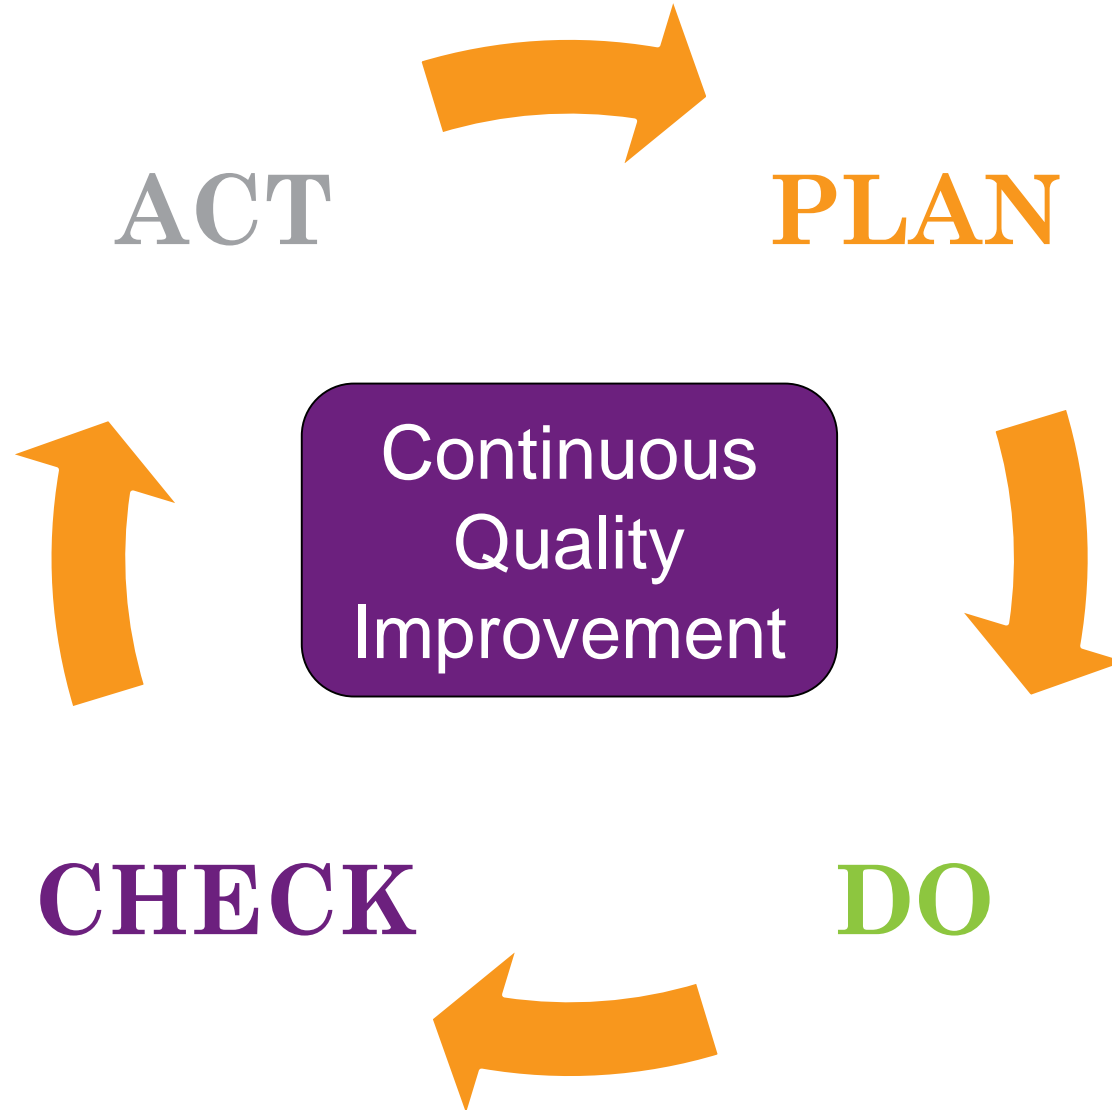 ACT
PLAN
Continuous
Quality
Improvement
CHECK
DO